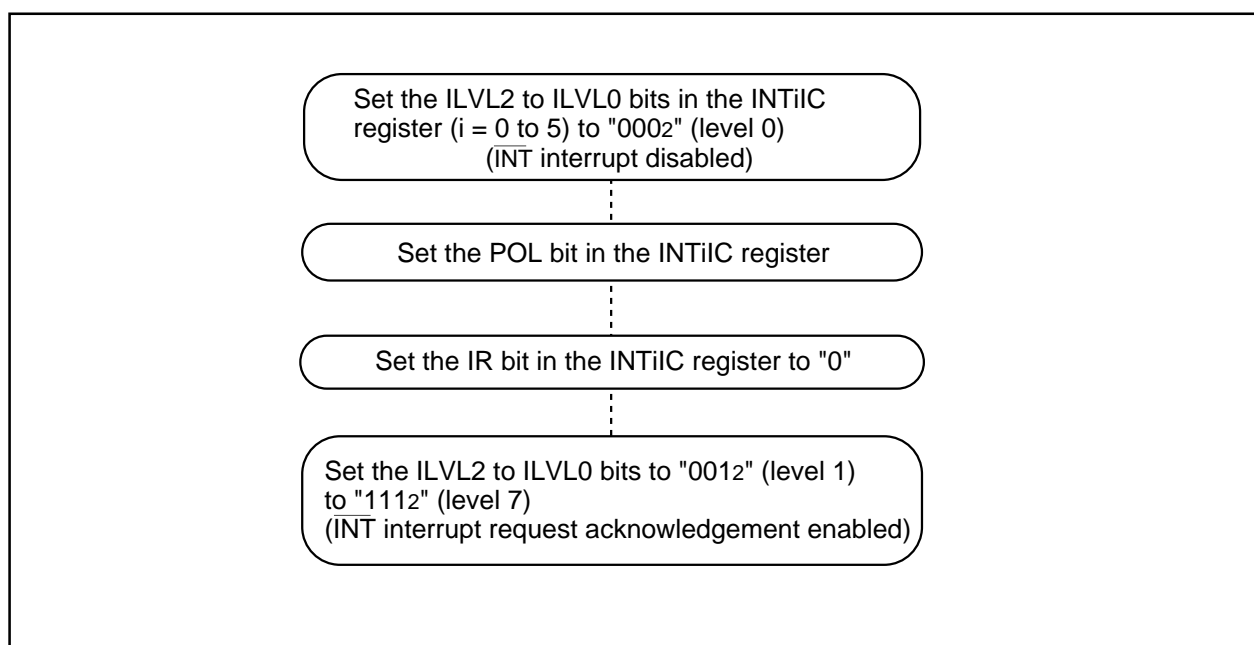 Set the ILVL2 to ILVL0 bits in the INTiIC
register (i = 0 to 5) to "0002" (level 0)
(INT interrupt disabled)
Set the POL bit in the INTiIC register
Set the IR bit in the INTiIC register to "0"
Set the ILVL2 to ILVL0 bits to "0012" (level 1)
to "1112" (level 7)
(INT interrupt request acknowledgement enabled)